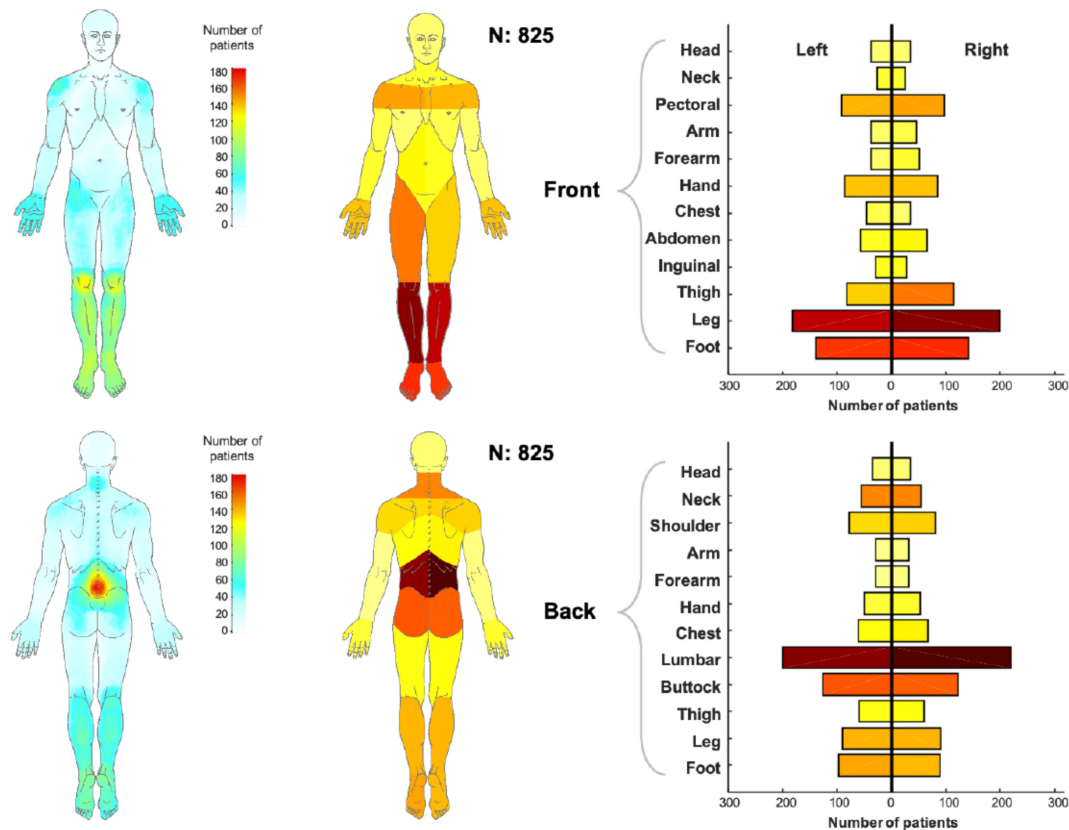 Number of
patients
180
160
140
120
100
80
60
40
20
0
N: 825
Front
Left
Right
Head
Neck
Pectoral
Arm
Forearm
Hand
Chest
Abdomen
Inguinal
Thigh
Leg
Foot
300 200 100 0 100 200 300
Number of patients
Number of
patients
180
160
140
120
100
80
60
40
20
0
N: 825
Back
Head
Neck
Shoulder
Arm
Forearm
Hand
Chest
Lumbar
Buttock
Thigh
Leg
Foot
300 200 100 0 100 200 300
Number of patients